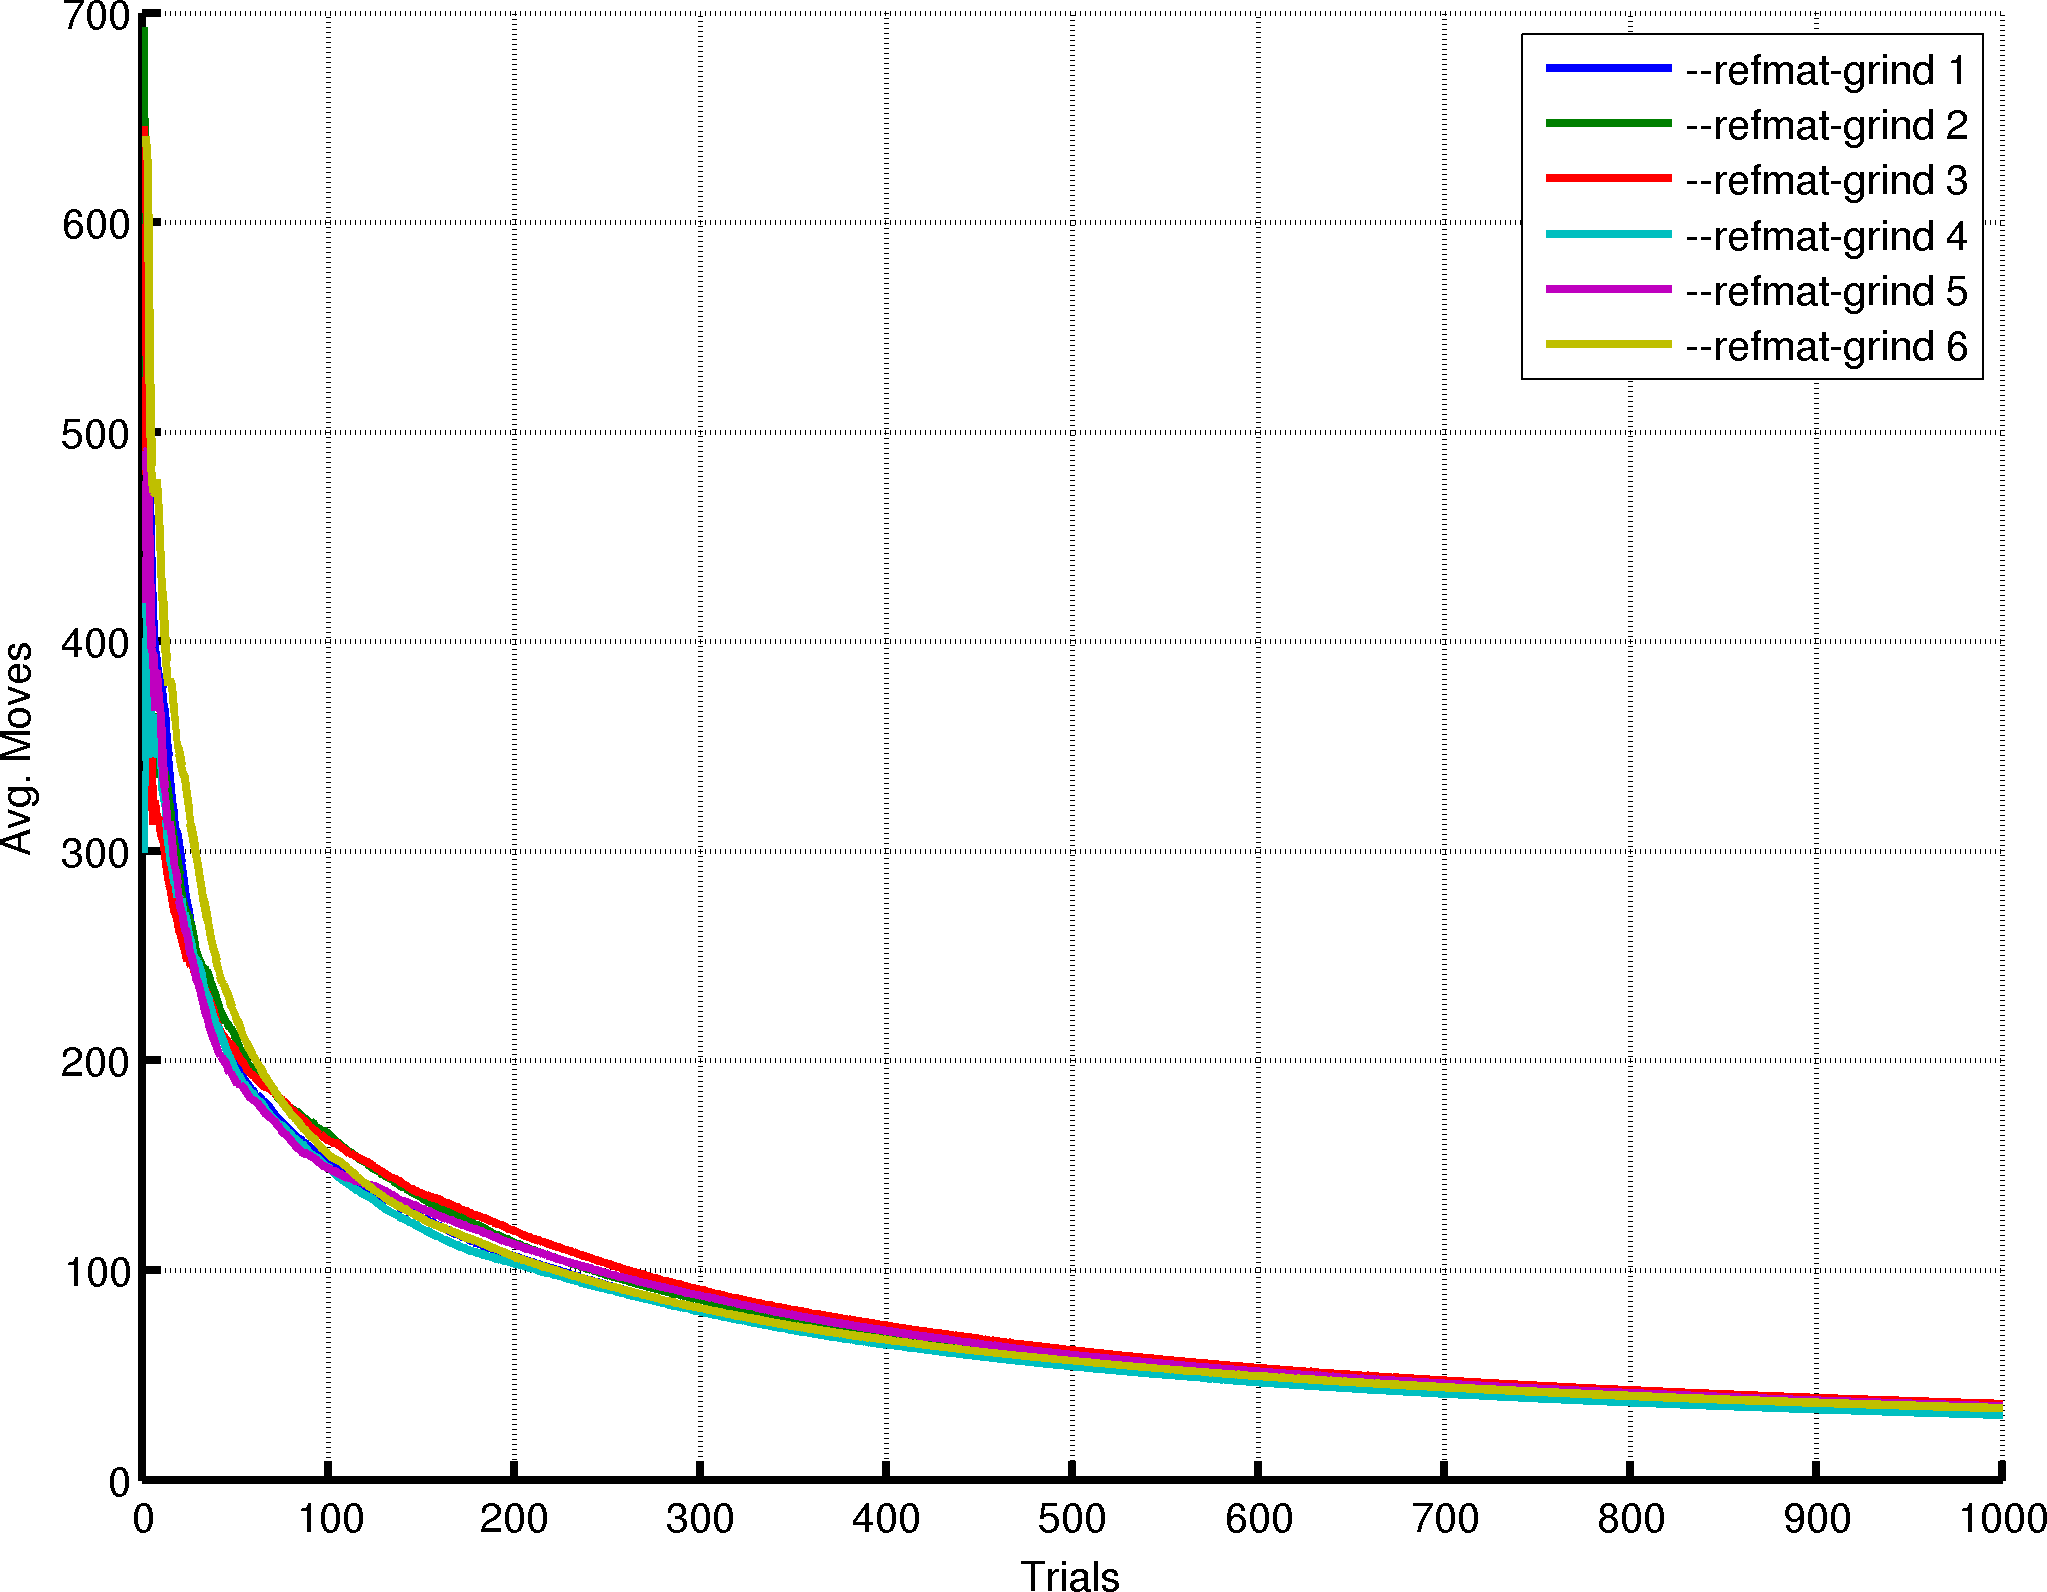 700
600
500
400
300
200
100
0
Avg. Moves
--refmat-grind 1
--refmat-grind 2
--refmat-grind 3
--refmat-grind 4
--refmat-grind 5
--refmat-grind 6
0 100 200 300 400 500 600 700 800 900 1000
Trials